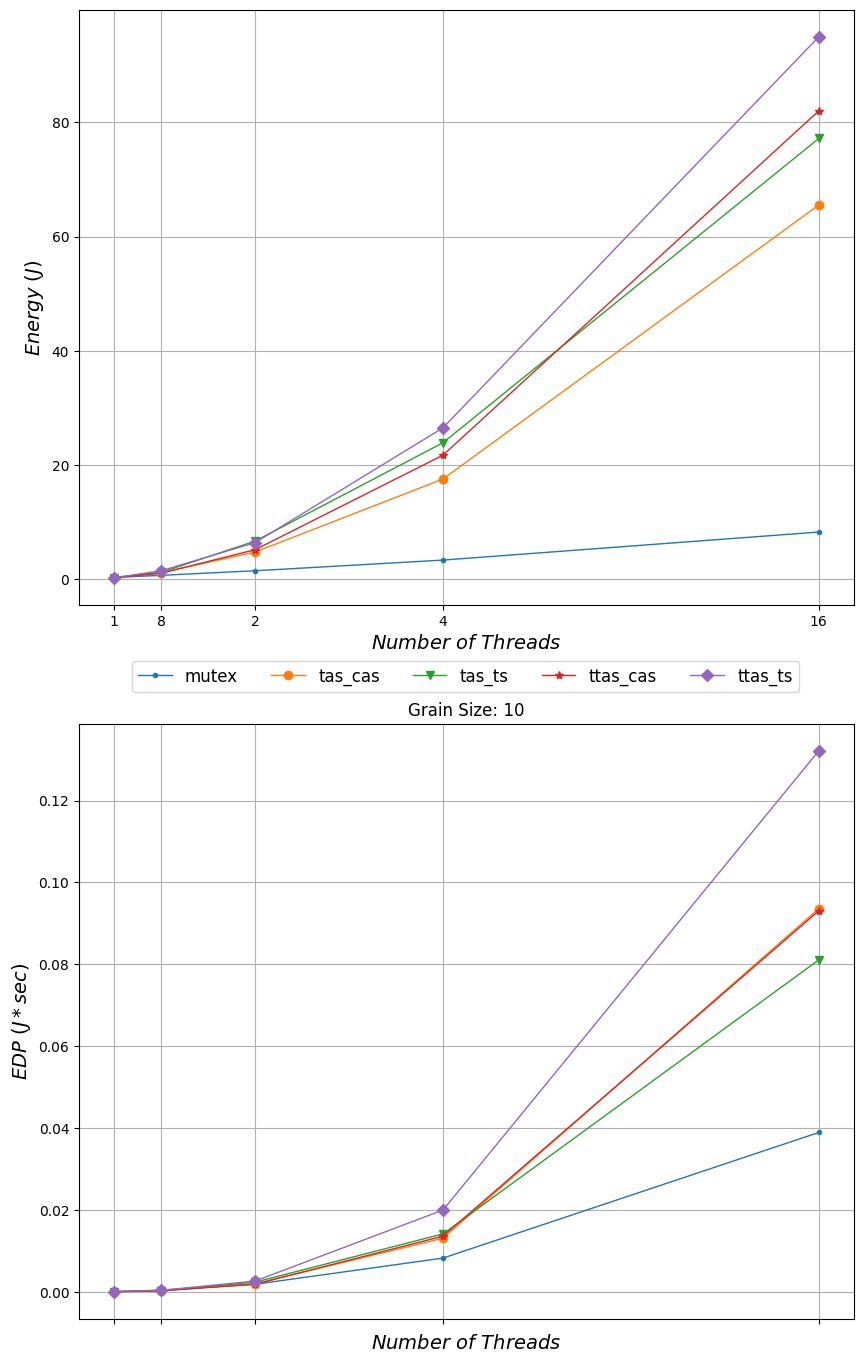 80
60
40
20
0
Energy (J)
1 8 2 4 16
Number of Threads
mutex tas_cas tas_ts ttas_cas ttas_ts
Grain Size: 10
0.12
0.10
0.08
0.06
0.04
0.02
0.00
EDP (J * sec)
Number of Threads